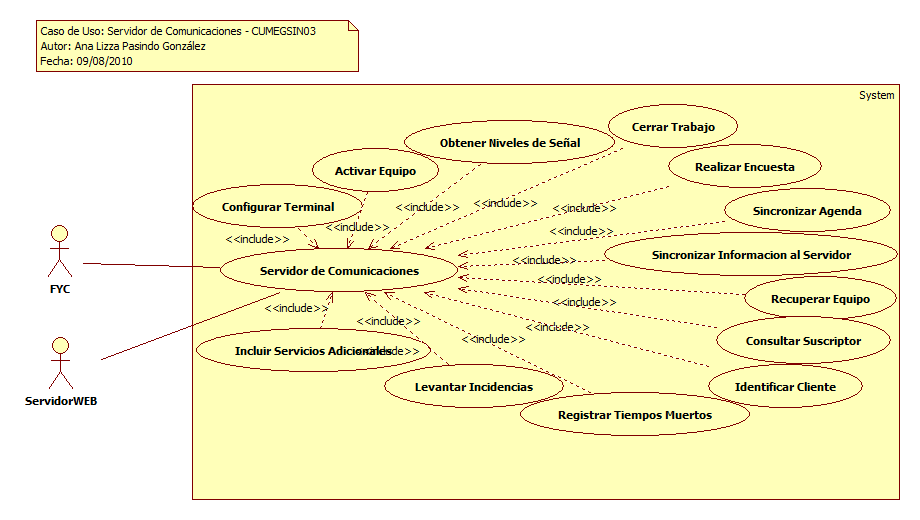 Caso de Uso: Servidor de Comunicaciones - CUMEGSIN03
Autor: Ana Lizza Pasindo González
Fecha: 09/08/2010
System
Cerrar Trabajo
Obtener Niveles de Señal
Realizar Encuesta
Activar Equipo
Configurar Terminal
<<include>>
<<include>>
<<include>>
<<include>>
Sincronizar Agenda
<<include>>
<<include>>
Sincronizar Informacion al Servidor
<<include>>
Servidor de Comunicaciones
FYC
Recuperar Equipo
<<include>>
<<include>>
<<include>>
<<include>>
<<include>>
Consultar Suscriptor
Incluir Servicios Adicionales
<<include>>
Levantar Incidencias
Identificar Cliente
ServidorWEB
Registrar Tiempos Muertos